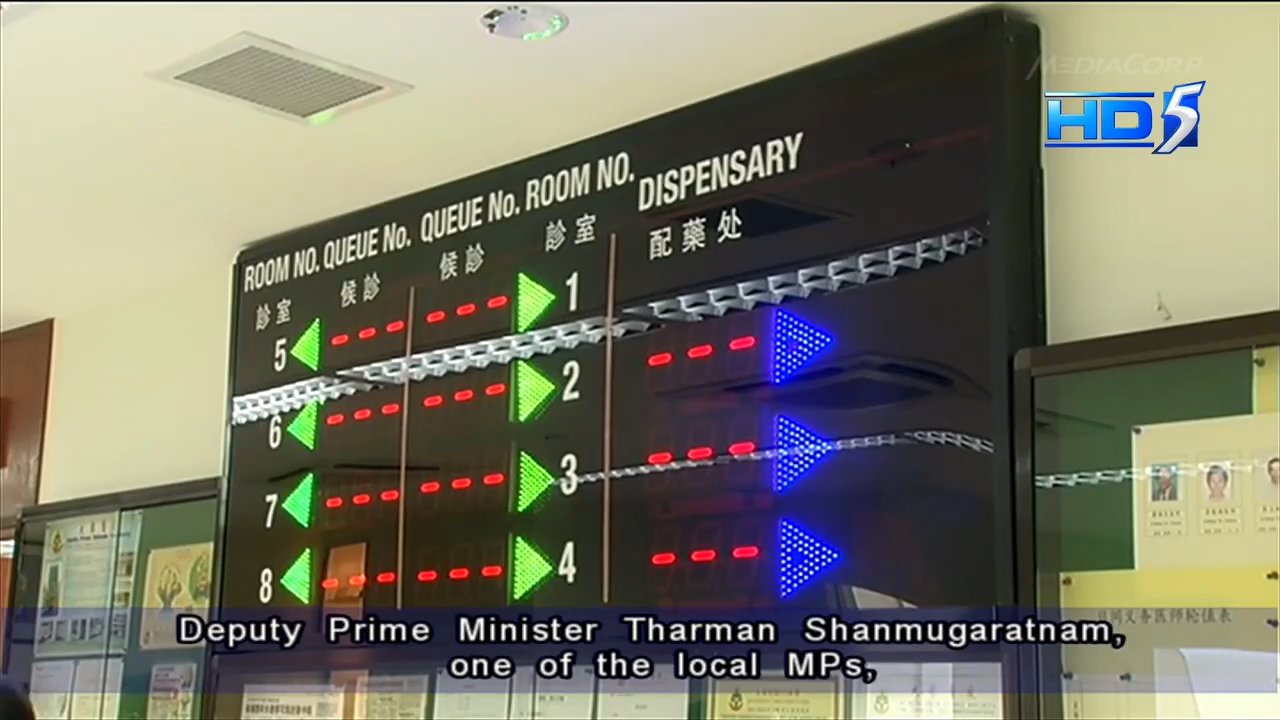 MEDIACORP
HD5
ROOM NO. QUEUE No. QUEUE No. ROOM NO. DISPENSARY
診室 候診 候診 診室 配藥处
5 1
6 2
7 3
8 4
Deputy Prime Minister Tharman Shanmugaratnam,
one of the local MPs,